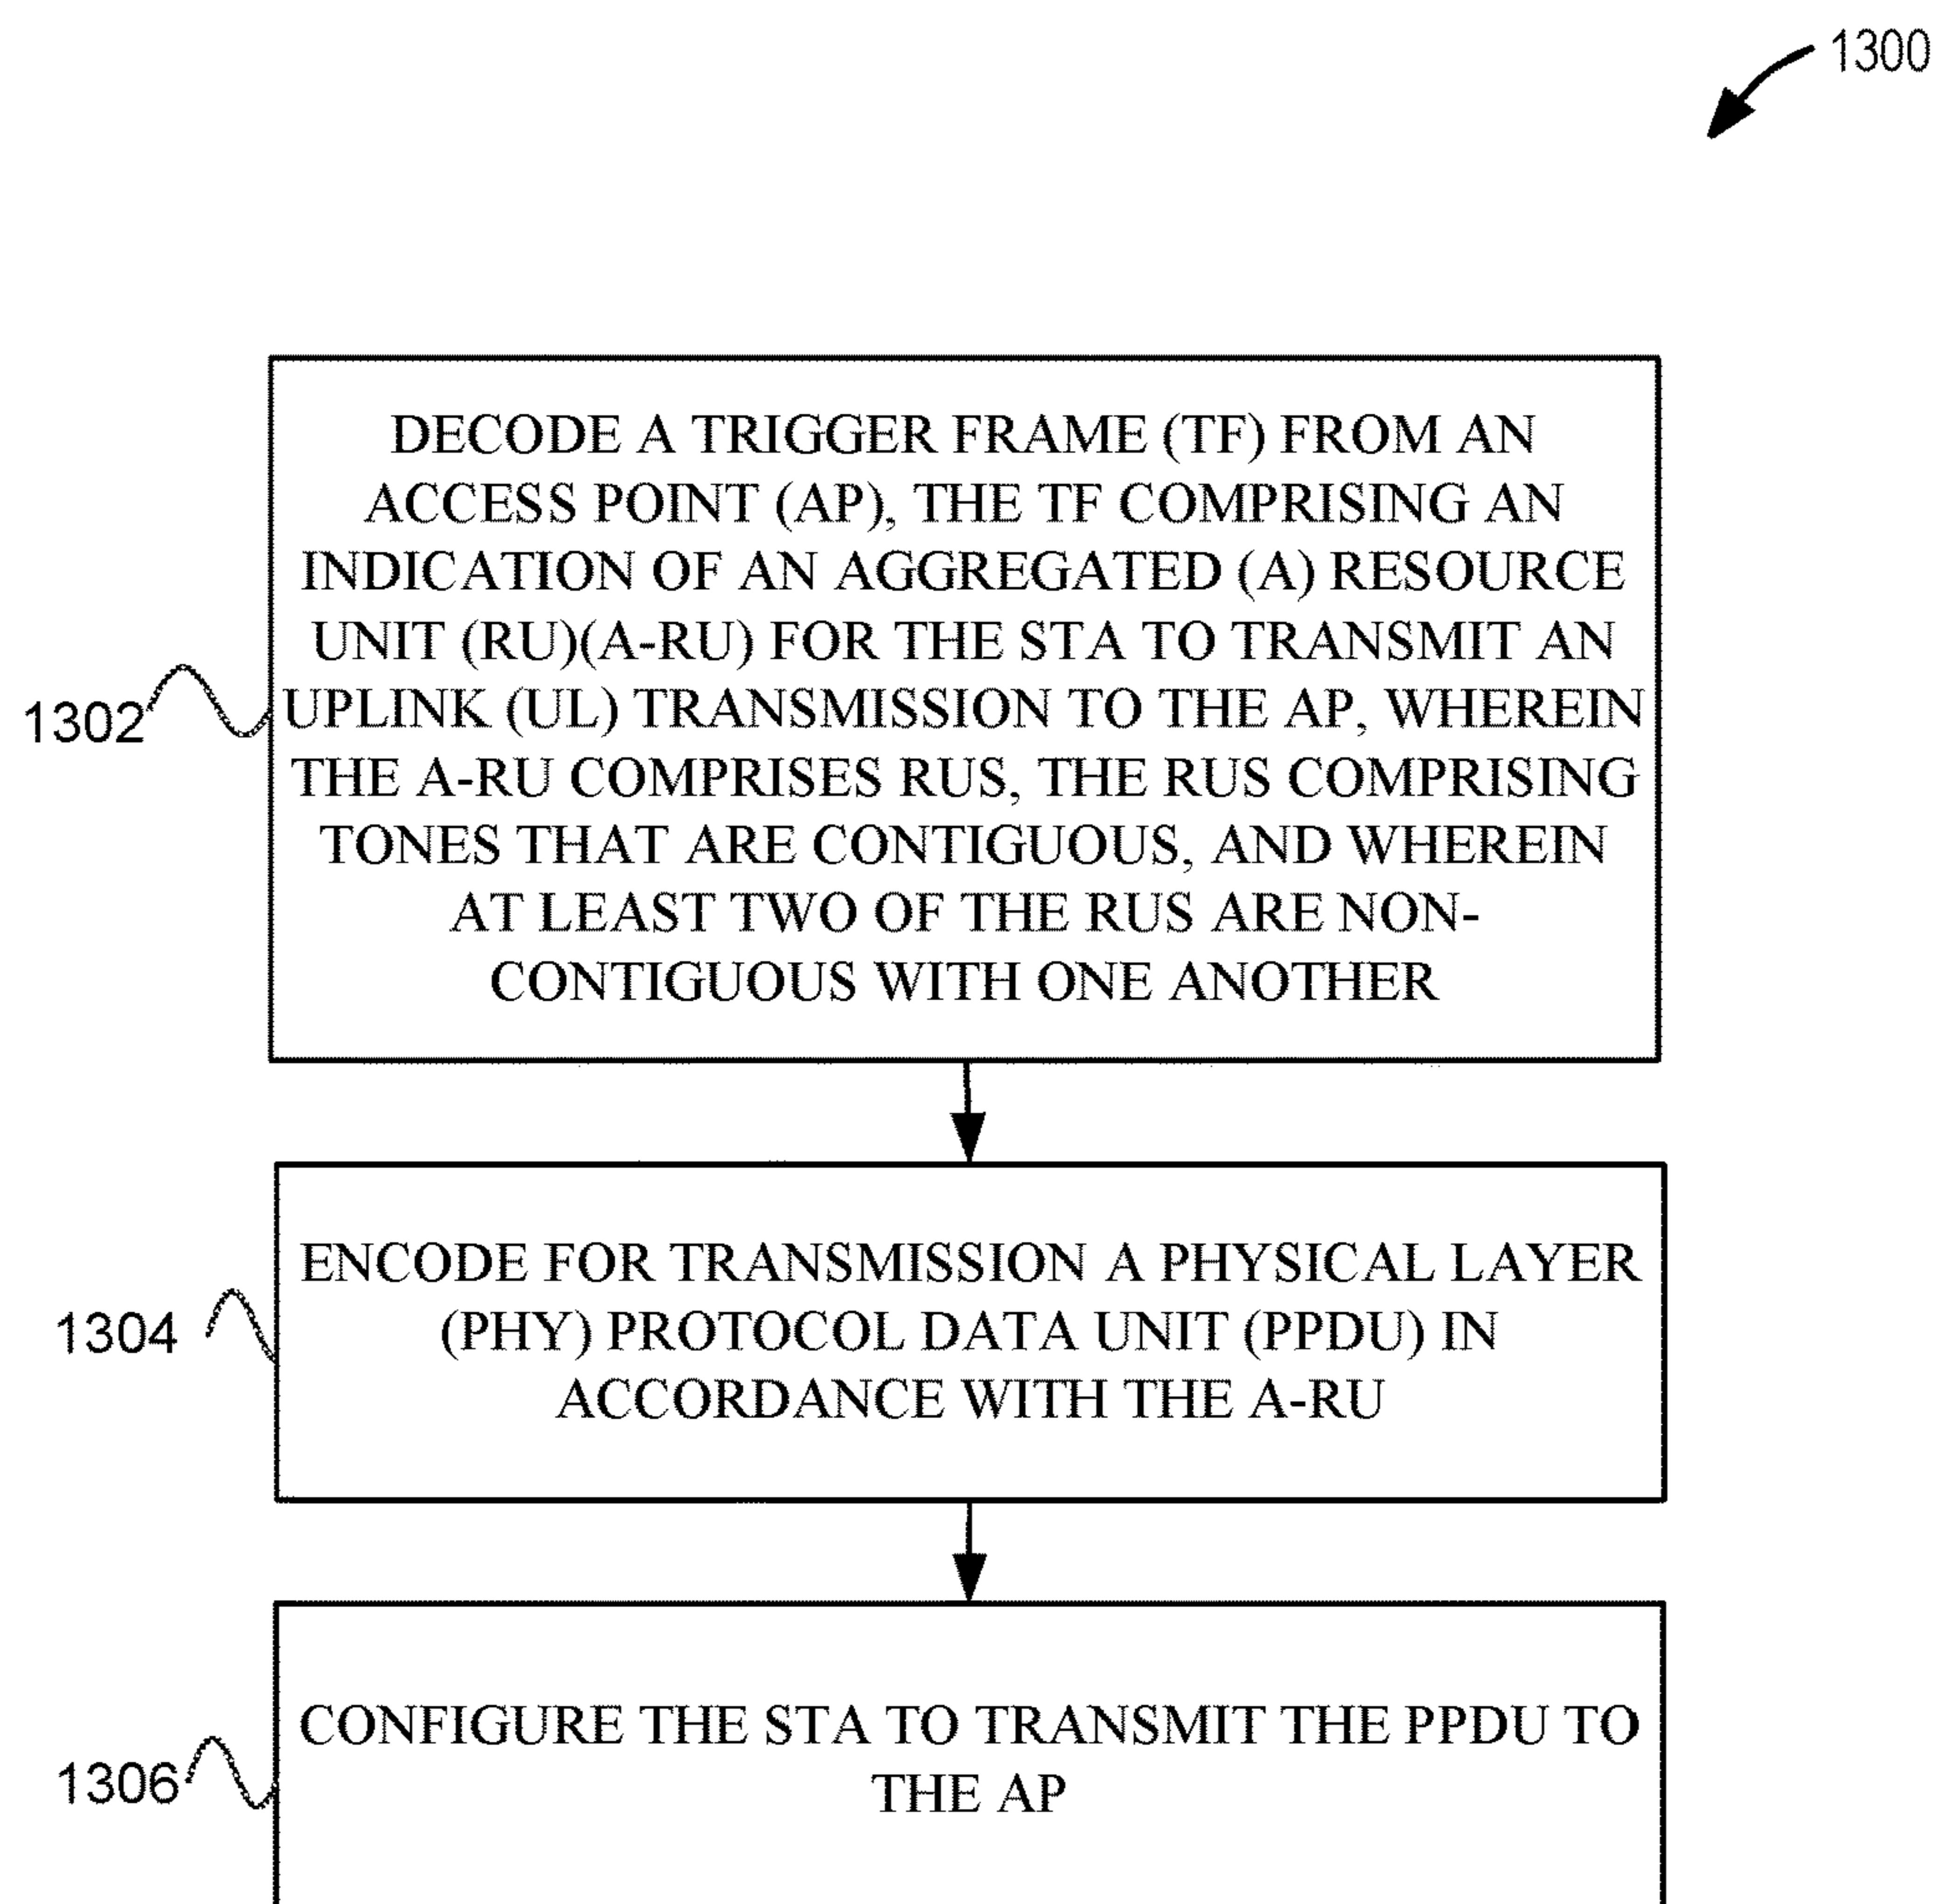 1300
DECODE A TRIGGER FRAME (TF) FROM AN
ACCESS POINT (AP), THE TF COMPRISING AN
INDICATION OF AN AGGREGATED (A) RESOURCE
UNIT (RU)(A-RU) FOR THE STA TO TRANSMIT AN
1302
UPLINK (UL) TRANSMISSION TO THE AP, WHEREIN
THE A-RU COMPRISES RUS, THE RUS COMPRISING
TONES THAT ARE CONTIGUOUS, AND WHEREIN
AT LEAST TWO OF THE RUS ARE NON-
CONTIGUOUS WITH ONE ANOTHER
ENCODE FOR TRANSMISSION A PHYSICAL LAYER
1304
(PHY) PROTOCOL DATA UNIT (PPDU) IN
ACCORDANCE WITH THE A-RU
CONFIGURE THE STA TO TRANSMIT THE PPDU TO
1306
THE AP